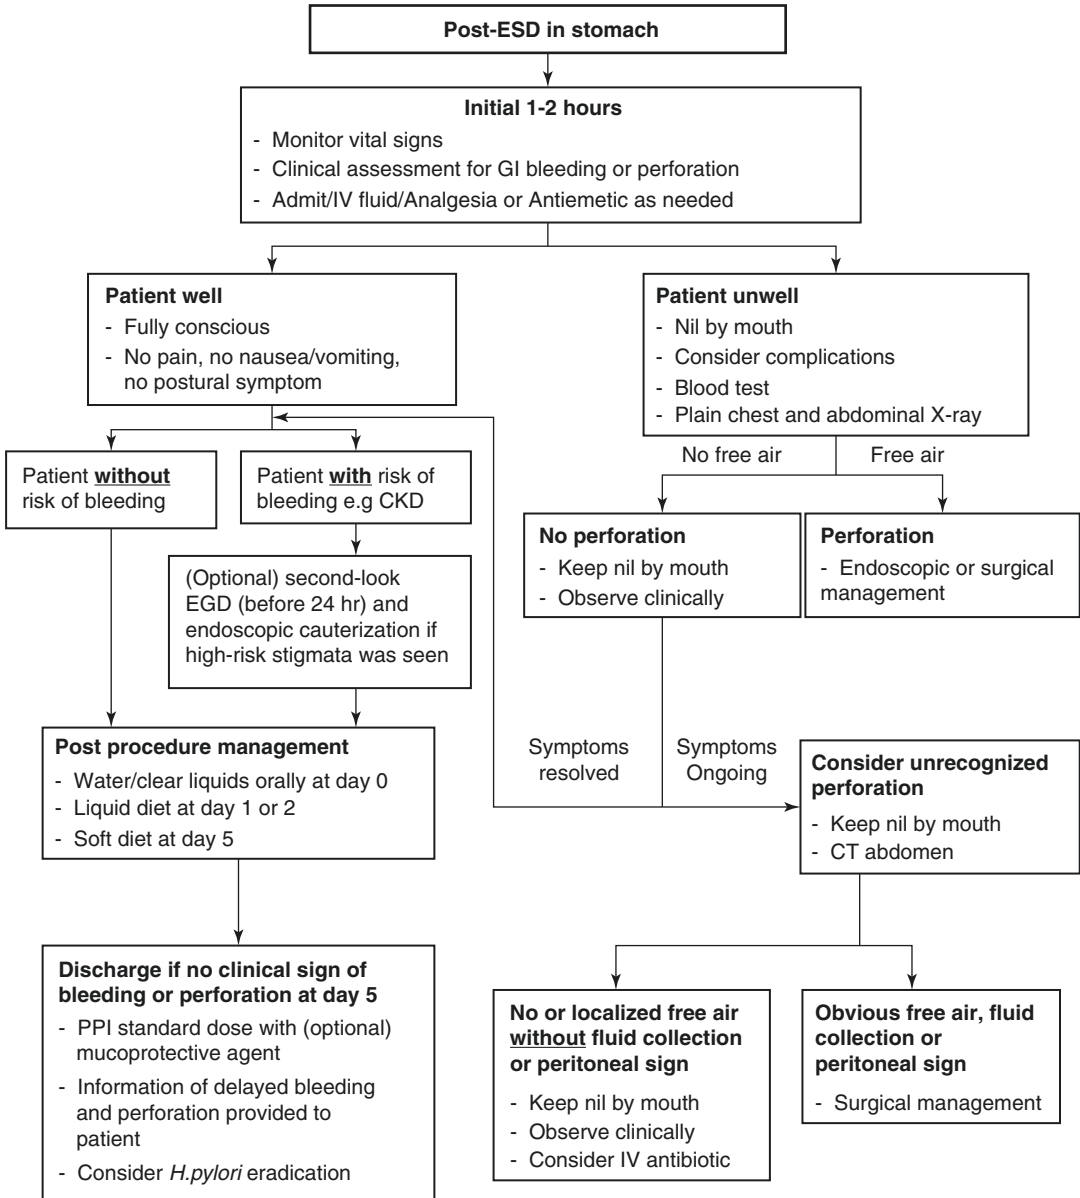 Post-ESD in stomach
Initial 1-2 hours
- Monitor vital signs
- Clinical assessment for GI bleeding or perforation
- Admit/IV fluid/Analgesia or Antiemetic as needed
Patient well
- Fully conscious
- No pain, no nausea/vomiting,
no postural symptom
Patient unwell
- Nil by mouth
- Consider complications
- Blood test
- Plain chest and abdominal X-ray
No free air
Free air
Patient without
risk of bleeding
Patient with risk of
bleeding e.g CKD
No perforation
- Keep nil by mouth
- Observe clinically
Perforation
- Endoscopic or surgical
management
(Optional) second-look
EGD (before 24 hr) and
endoscopic cauterization if
high-risk stigmata was seen
Post procedure management
- Water/clear liquids orally at day 0
- Liquid diet at day 1 or 2
- Soft diet at day 5
Symptoms
resolved
Symptoms
Ongoing
Consider unrecognized
perforation
- Keep nil by mouth
- CT abdomen
Discharge if no clinical sign of
bleeding or perforation at day 5
- PPI standard dose with (optional)
mucoprotective agent
- Information of delayed bleeding
and perforation provided to
patient
- Consider H.pylori eradication
No or localized free air
without fluid collection
or peritoneal sign
- Keep nil by mouth
- Observe clinically
- Consider IV antibiotic
Obvious free air, fluid
collection or
peritoneal sign
- Surgical management